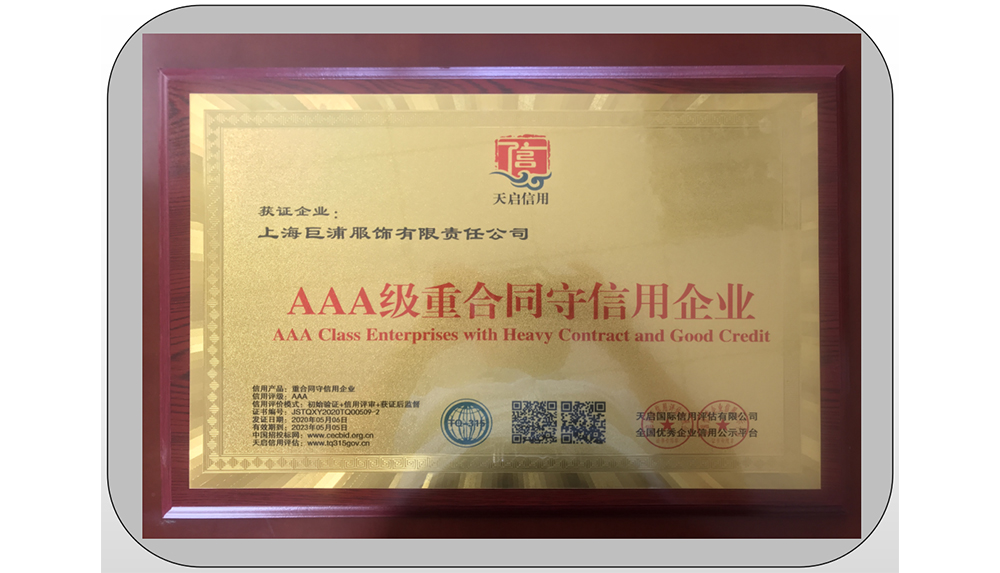 信
天启信用
获证企业：
上海巨浦服饰有限责任公司
AAA级重合同守信用企业
AAA Class Enterprises with Heavy Contract and Good Credit
信用产品：重合同守信用企业
信用评级：AAA
信用评价模式：初始验证+信用评审+获证后监督
证书编号：JSTQXY2020TQ00509-2
发证日期：2020年05月06日
有效期到：2023年05月05日
中国招投标网：www.cecbid.org.cn
天启信用评估：www.tq315gov.cn
TQ-315
天启国际信用评估有限公司
全国优秀企业信用公示平台